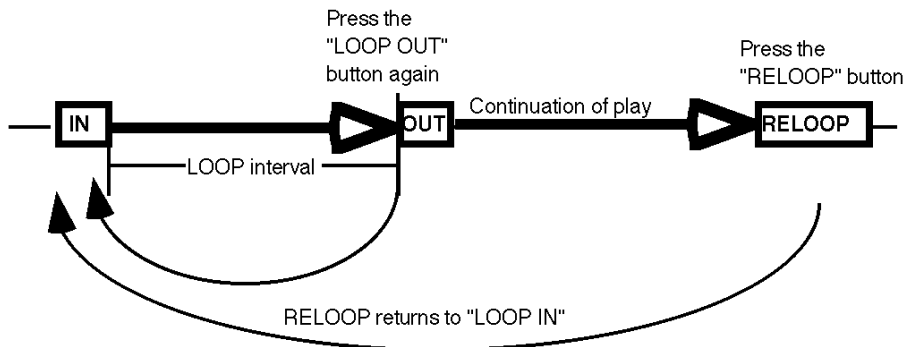 Press the
"LOOP OUT"
button again
Press the
"RELOOP" button
IN
OUT
Continuation of play
RELOOP
LOOP interval
RELOOP returns to "LOOP IN"